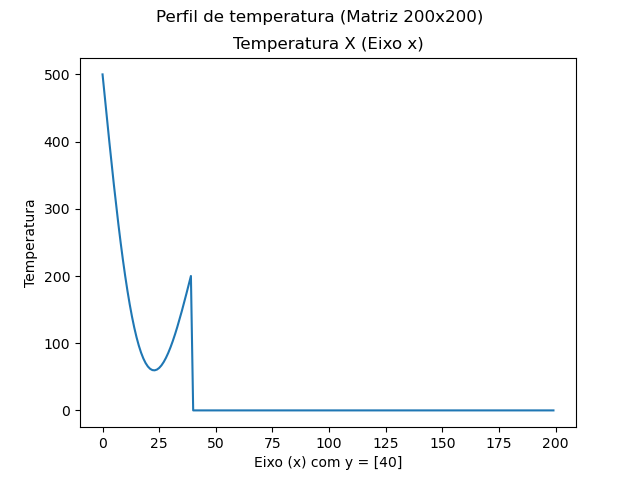 Perfil de temperatura (Matriz 200x200)
Temperatura X (Eixo x)
500
400
300
200
100
0
Temperatura
0 25 50 75 100 125 150 175 200
Eixo (x) com y = [40]